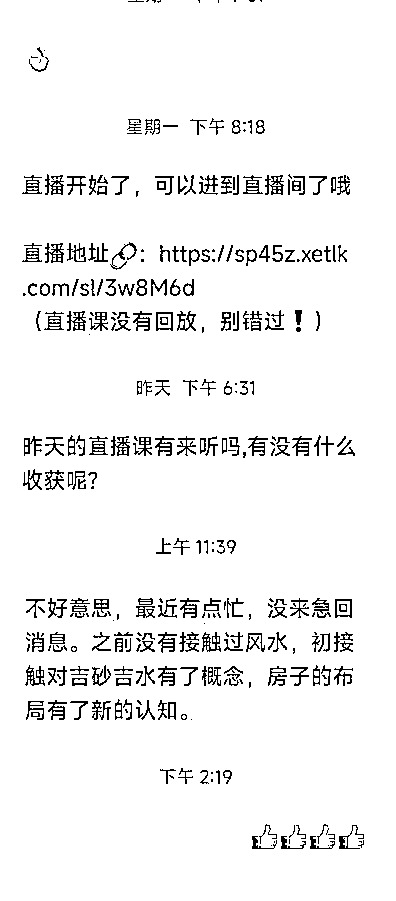 星期一 下午 8:18
直播开始了，可以进到直播间了哦
直播地址🔗：https://sp45z.xetlk
.com/sl/3w8M6d
（直播课没有回放，别错过❗）
昨天 下午 6:31
昨天的直播课有来听吗,有没有什么
收获呢?
上午 11:39
不好意思，最近有点忙，没来急回
消息。之前没有接触过风水，初接
触对吉砂吉水有了概念，房子的布
局有了新的认知。
下午 2:19
👍👍👍👍